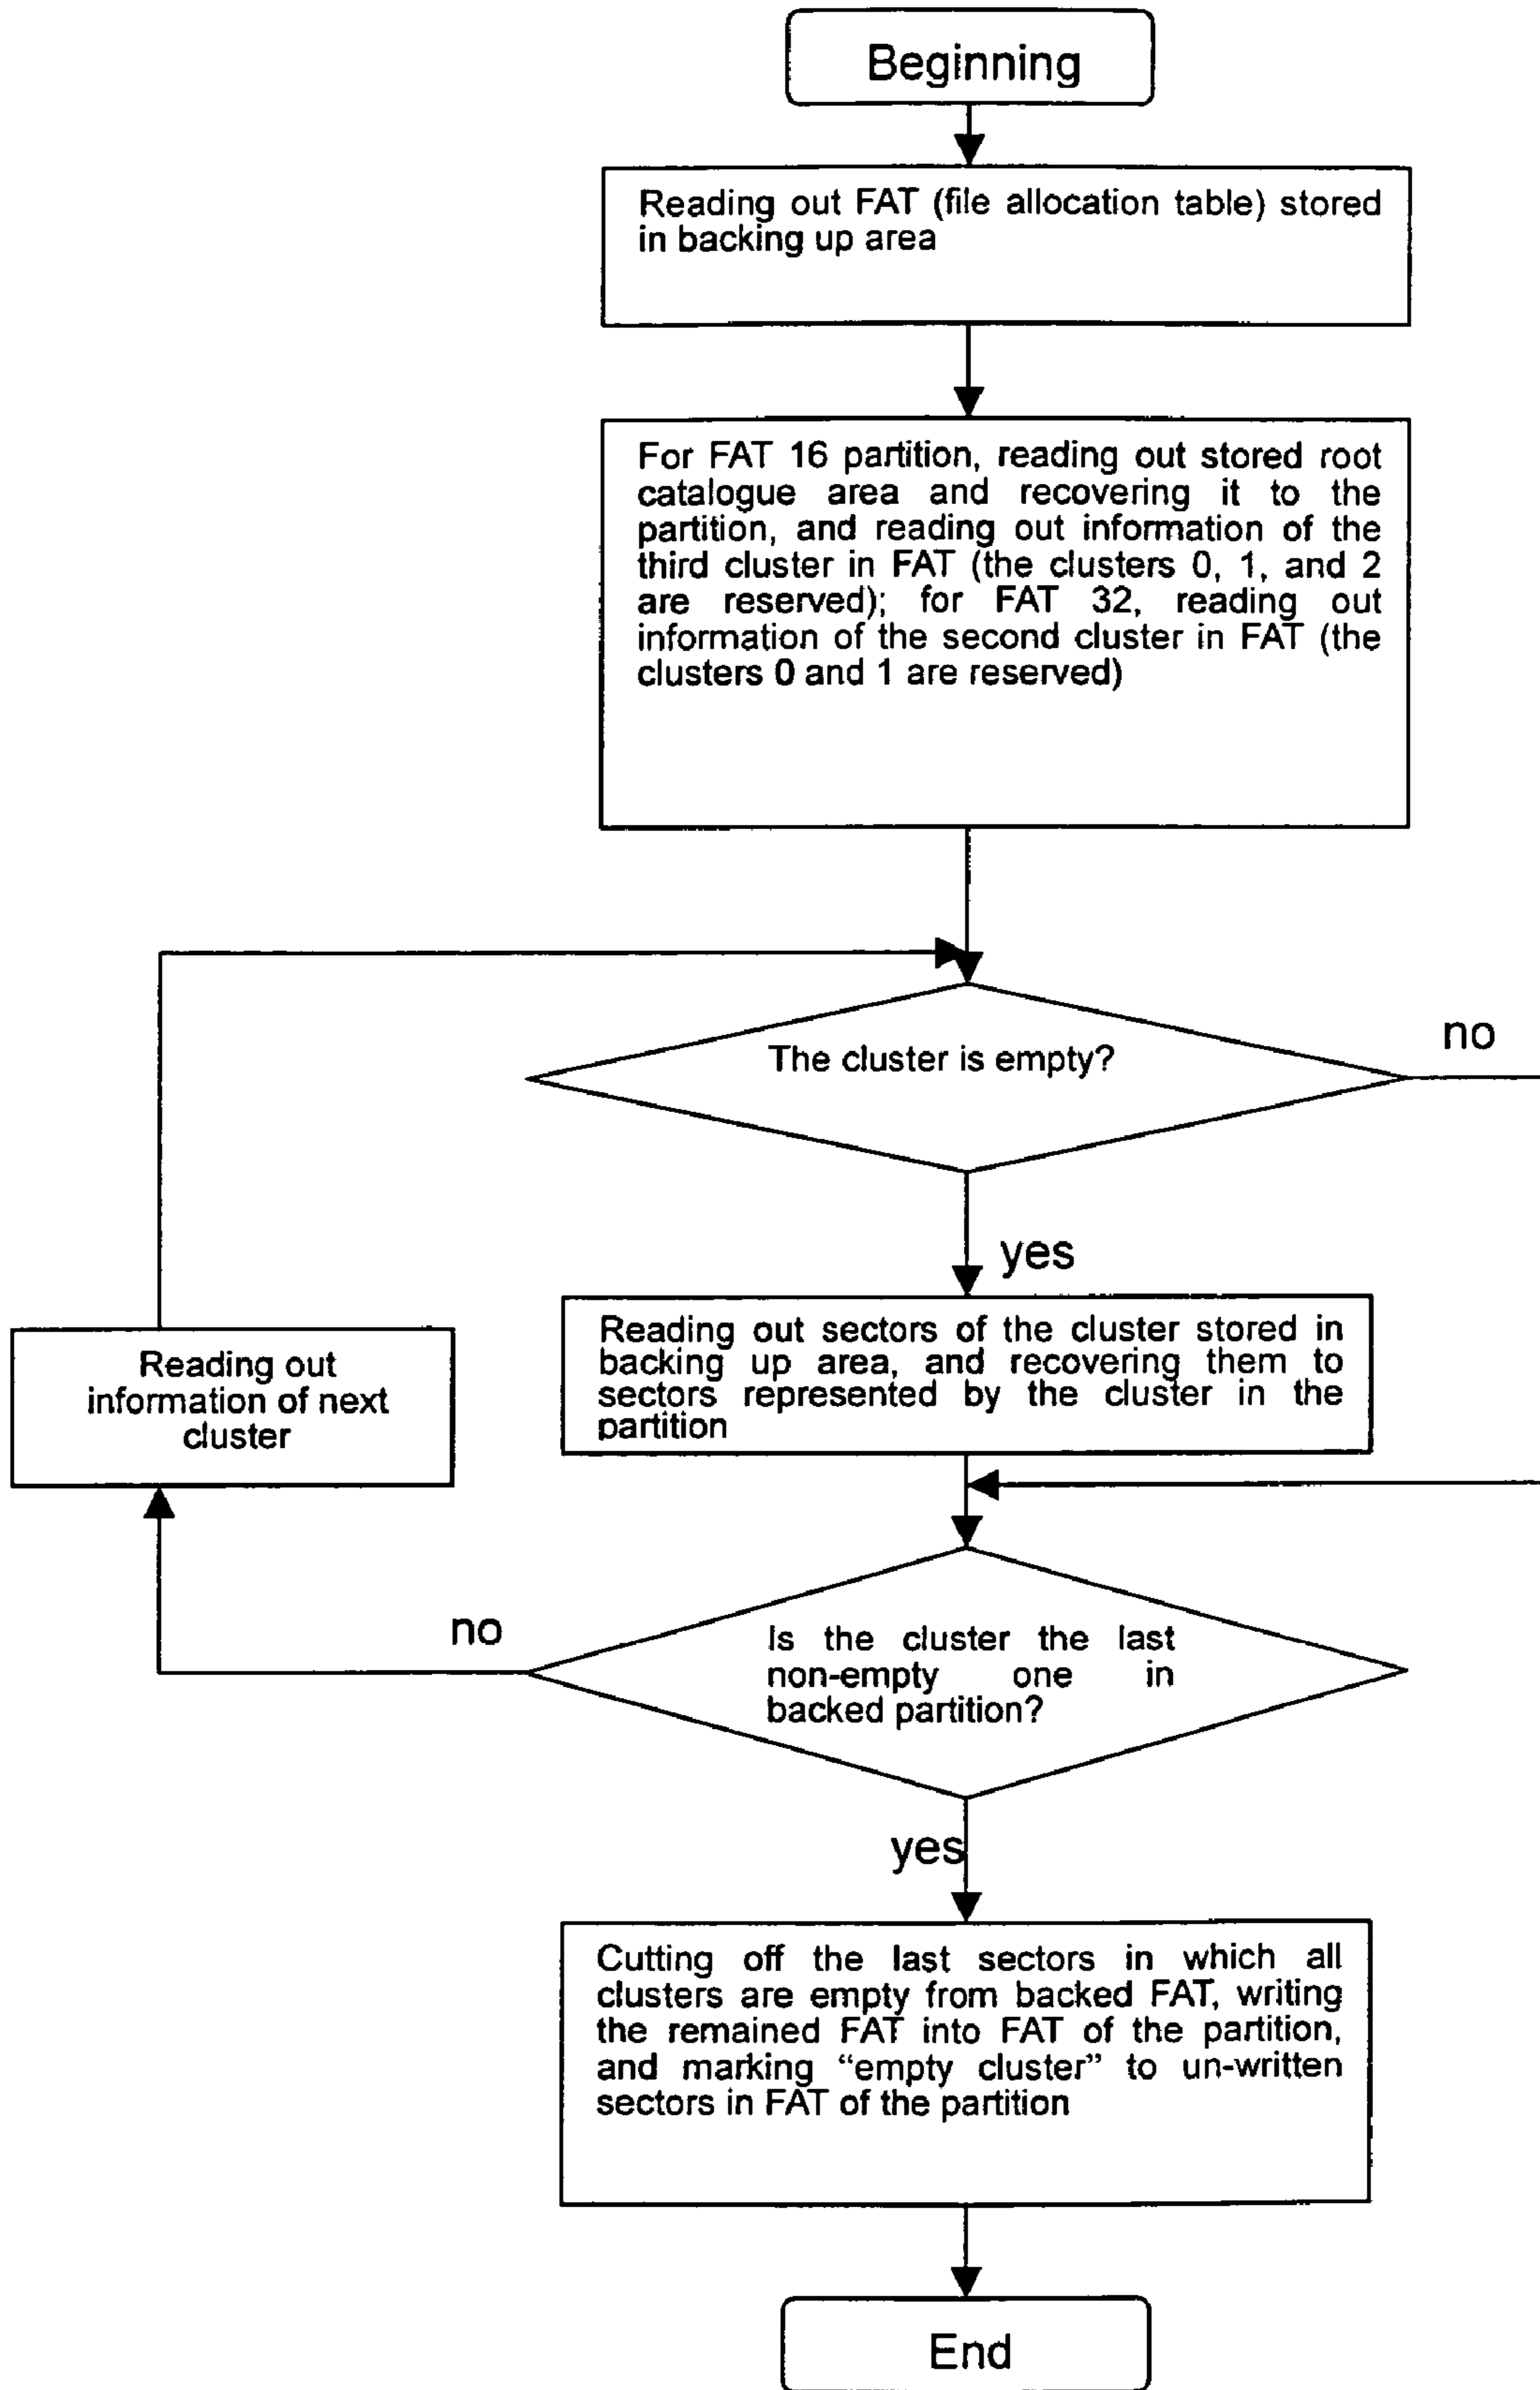 Beginning
Reading out FAT (file allocation table) stored
in backing up area
For FAT 16 partition, reading out stored root
catalogue area and recovering it to the
partition, and reading out information of the
third cluster in FAT (the clusters 0, 1, and 2
are reserved); for FAT 32, reading out
information of the second cluster in FAT (the
clusters 0 and 1 are reserved)
The cluster is empty?
no
yes
Reading out sectors of the cluster stored in
backing up area, and recovering them to
sectors represented by the cluster in the
partition
Reading out
information of next
cluster
no
Is the cluster the last
non-empty one in
backed partition?
yes
Cutting off the last sectors in which all
clusters are empty from backed FAT, writing
the remained FAT into FAT of the partition,
and marking “empty cluster” to un-written
sectors in FAT of the partition
End